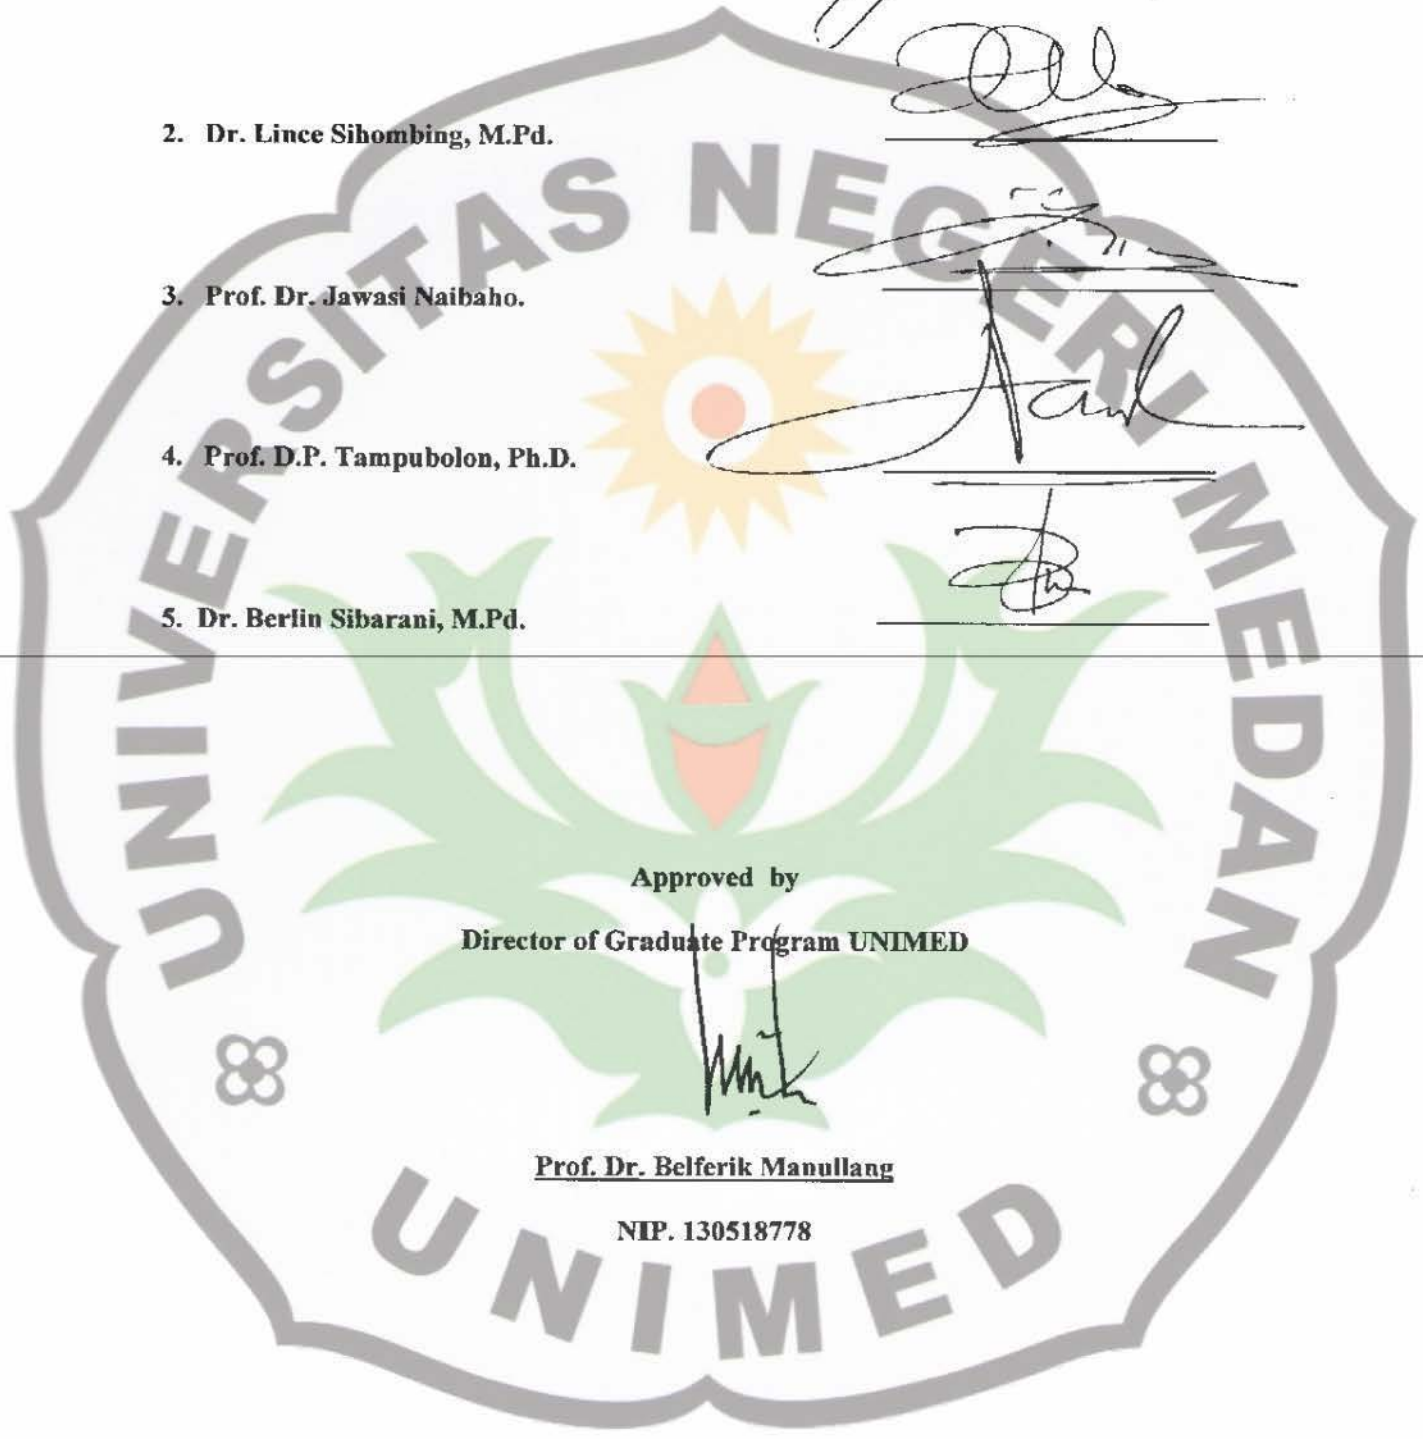 2. Dr. Lince Sihombing, M.Pd.
3. Prof. Dr. Jawasi Naibaho.
4. Prof. D.P. Tampubolon, Ph.D.
5. Dr. Berlin Sibarani, M.Pd.
Approved by
Director of Graduate Program UNIMED
Prof. Dr. Belferik Manullang
NIP. 130518778
UNIVERSITAS NEGERI MEDAN
UNIMED